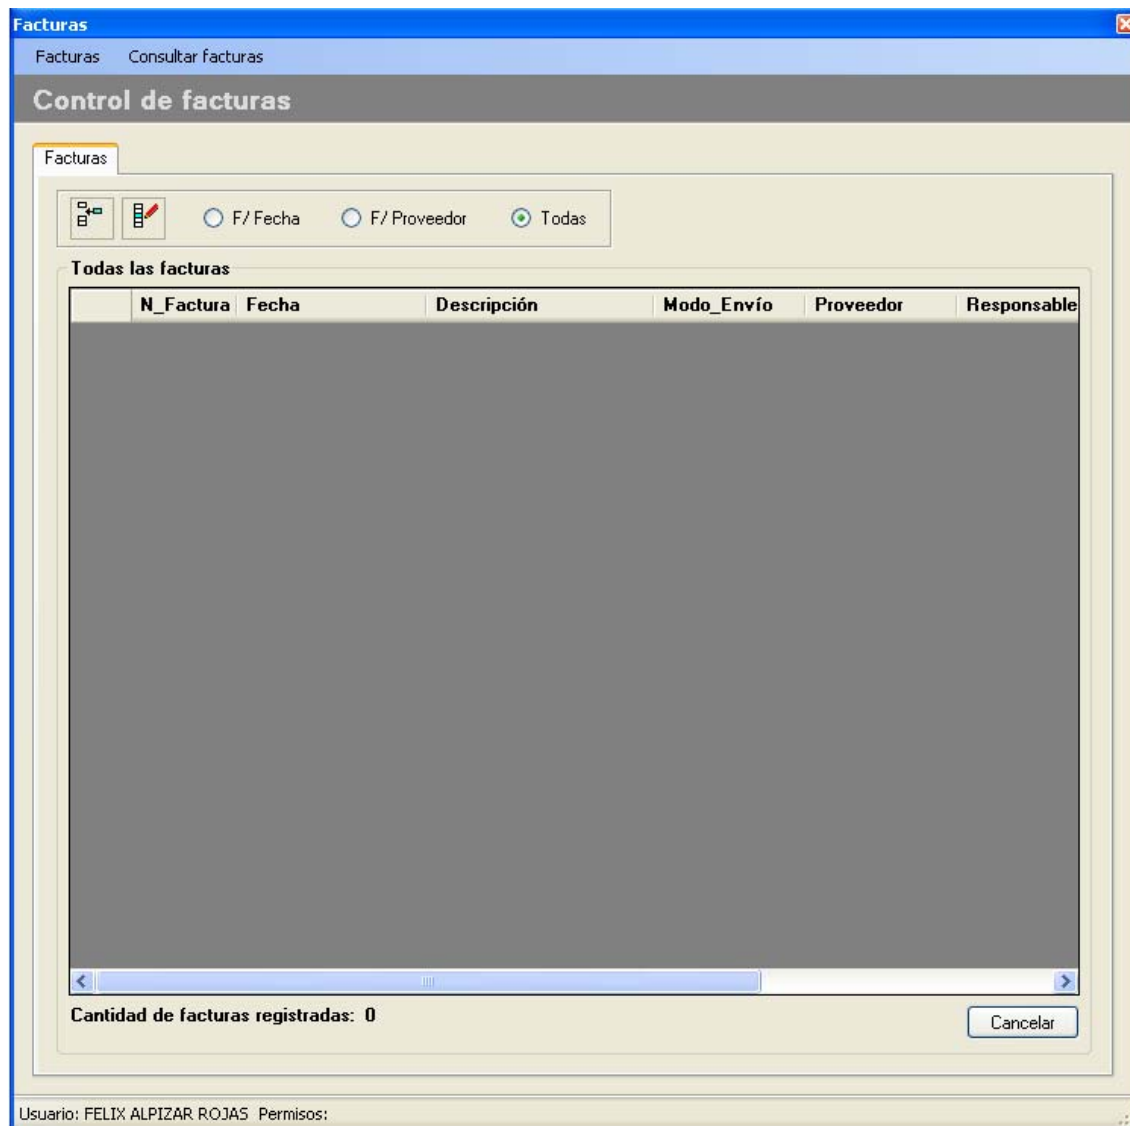 Facturas
Facturas Consultar facturas
Control de facturas
Facturas
F/ Fecha F/ Proveedor Todas
Todas las facturas
N_Factura Fecha Descripción Modo_Envío Proveedor Responsable
Cantidad de facturas registradas: 0
Cancelar
Usuario: FELIX ALPIZAR ROJAS Permisos: